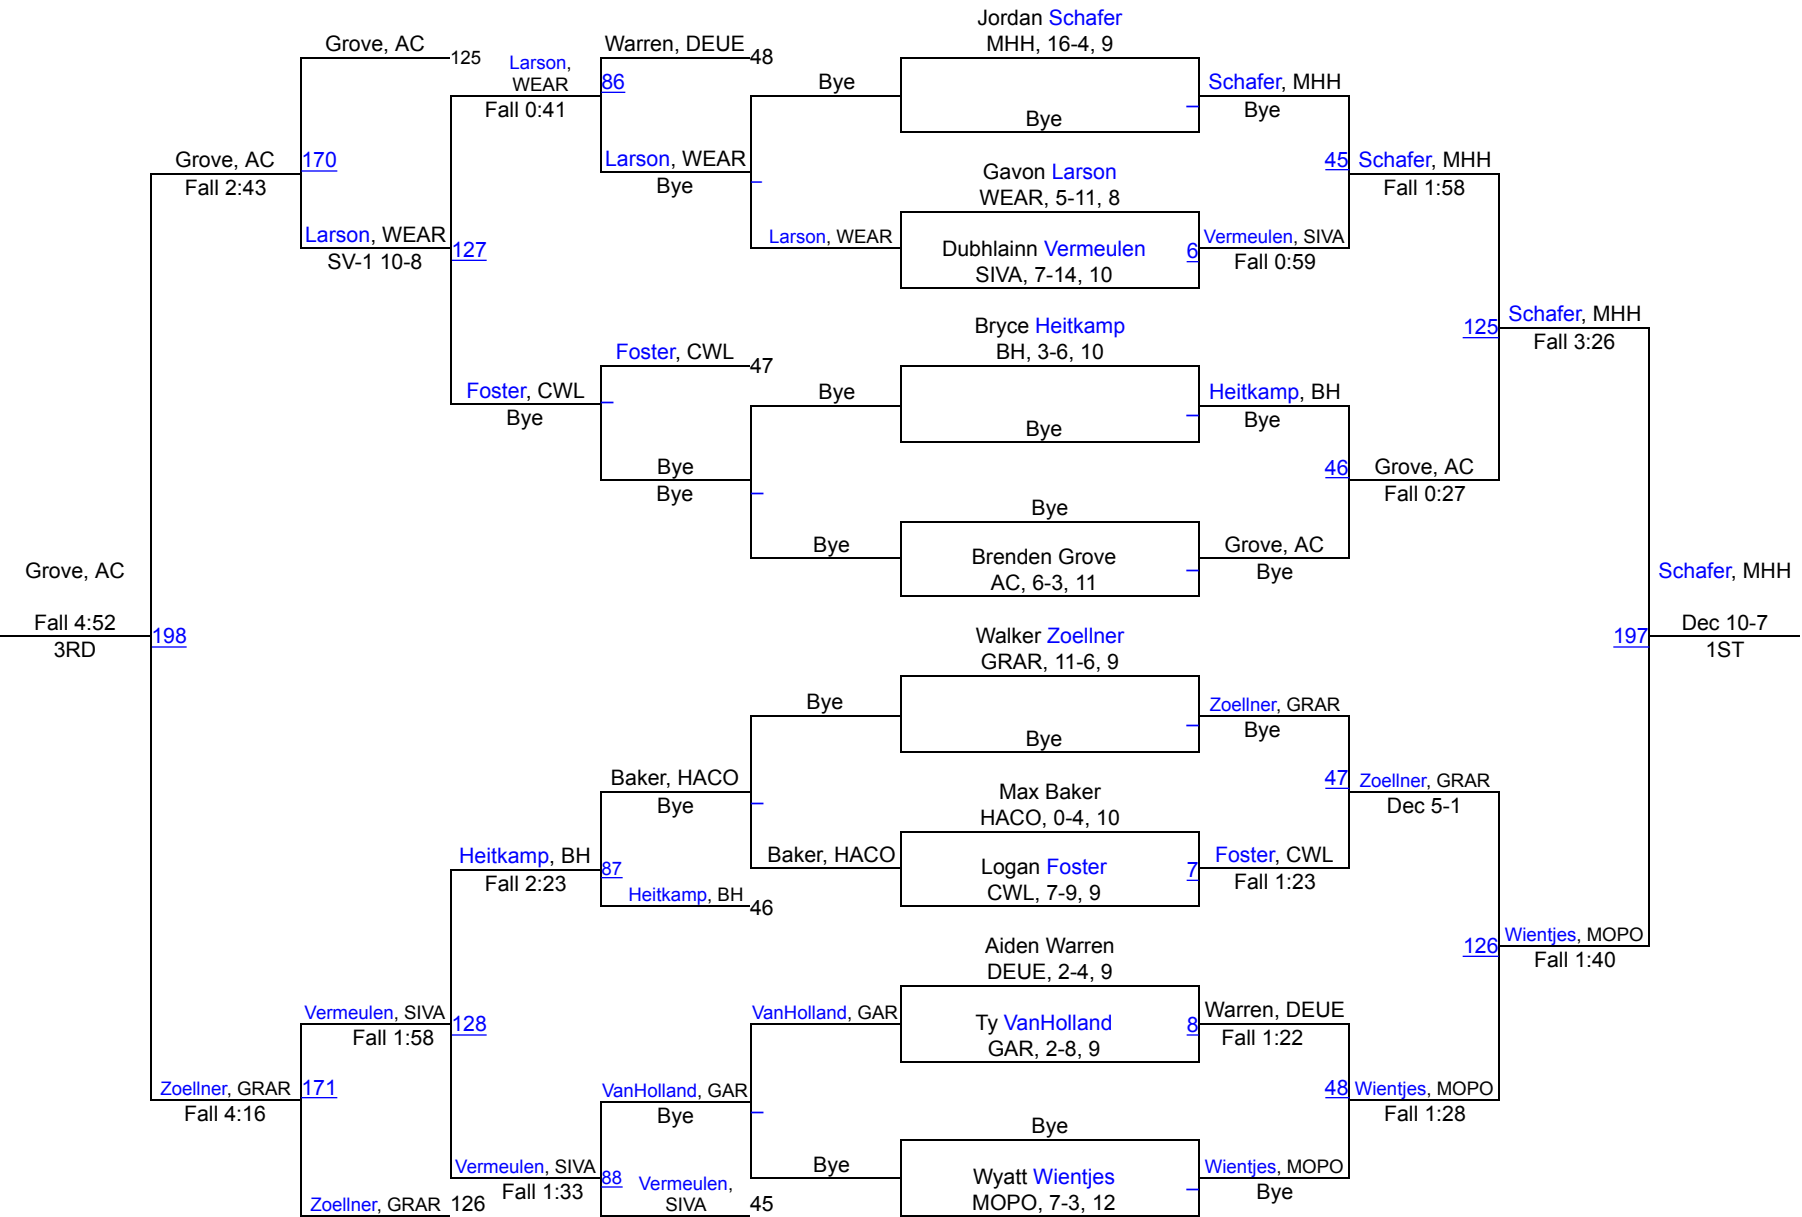 Jordan Schafer
MHH, 16-4, 9
Grove, AC
125
Larson,
WEAR
Fall 0:41
Warren, DEUE
48
86
Bye
Bye
Schafer, MHH
Bye
Grove, AC
Fall 2:43
170
Larson, WEAR
Bye
Gavon Larson
WEAR, 5-11, 8
45
Schafer, MHH
Fall 1:58
Larson, WEAR
SV-1 10-8
127
Larson, WEAR
Dubhlainn Vermeulen
SIVA, 7-14, 10
6
Vermeulen, SIVA
Fall 0:59
Bryce Heitkamp
BH, 3-6, 10
125
Schafer, MHH
Fall 3:26
Foster, CWL
47
Foster, CWL
Bye
Bye
Bye
Heitkamp, BH
Bye
Bye
Bye
46
Grove, AC
Fall 0:27
Bye
Bye
Brenden Grove
AC, 6-3, 11
Grove, AC
Bye
Grove, AC
Fall 4:52
3RD
198
Schafer, MHH
197
Dec 10-7
1ST
Walker Zoellner
GRAR, 11-6, 9
Bye
Bye
Zoellner, GRAR
Bye
Baker, HACO
Bye
Max Baker
HACO, 0-4, 10
47
Zoellner, GRAR
Dec 5-1
Heitkamp, BH
Fall 2:23
87
Heitkamp, BH
46
Baker, HACO
Logan Foster
CWL, 7-9, 9
7
Foster, CWL
Fall 1:23
Aiden Warren
DEUE, 2-4, 9
126
Wientjes, MOPO
Fall 1:40
Vermeulen, SIVA
Fall 1:58
128
VanHolland, GAR
Ty VanHolland
GAR, 2-8, 9
8
Warren, DEUE
Fall 1:22
Zoellner, GRAR
Fall 4:16
171
VanHolland, GAR
Bye
48
Wientjes, MOPO
Fall 1:28
Bye
Vermeulen, SIVA
Fall 1:33
88
Vermeulen,
SIVA
45
Bye
Wyatt Wientjes
MOPO, 7-3, 12
Wientjes, MOPO
Bye
Zoellner, GRAR
126